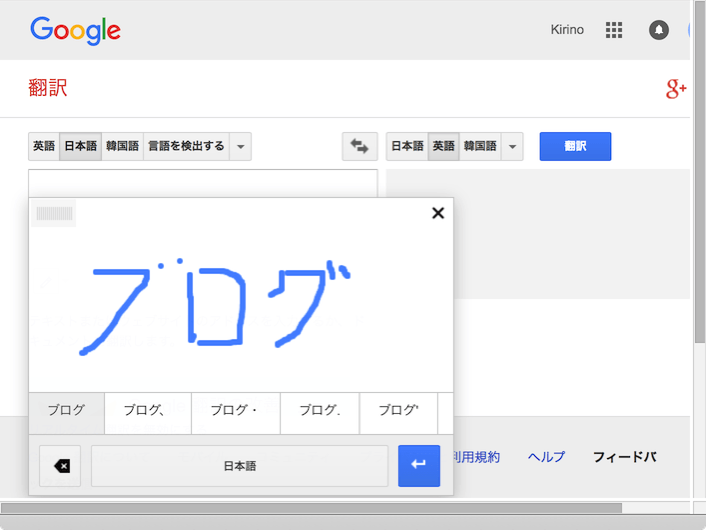 Google
Kirino
翻訳
g+
英語 日本語 韓国語 言語を検出する
日本語 英語 韓国語
翻訳
ブログ
ブログ ブログ、 ブログ・ ブログ. ブログ"
日本語
利用規約 ヘルプ フィードバ